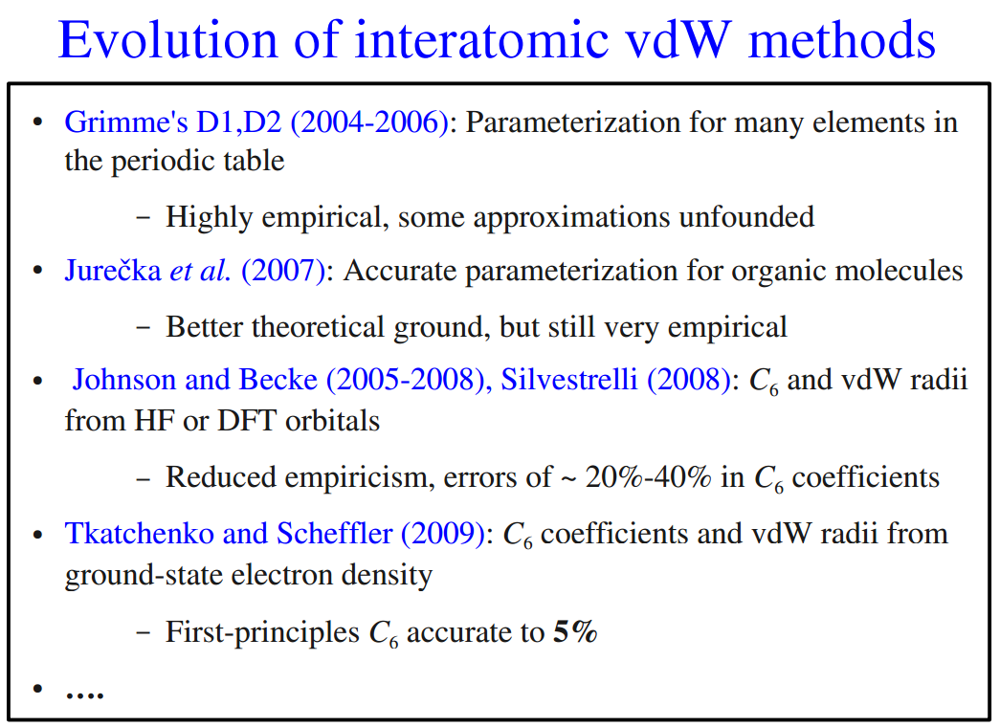 Evolution of interatomic vdW methods
• Grimme's D1,D2 (2004-2006): Parameterization for many elements in
the periodic table
– Highly empirical, some approximations unfounded
• Jurečka et al. (2007): Accurate parameterization for organic molecules
– Better theoretical ground, but still very empirical
• Johnson and Becke (2005-2008), Silvestrelli (2008): C₆ and vdW radii
from HF or DFT orbitals
– Reduced empiricism, errors of ~ 20%-40% in C₆ coefficients
• Tkatchenko and Scheffler (2009): C₆ coefficients and vdW radii from
ground-state electron density
– First-principles C₆ accurate to 5%
• ....